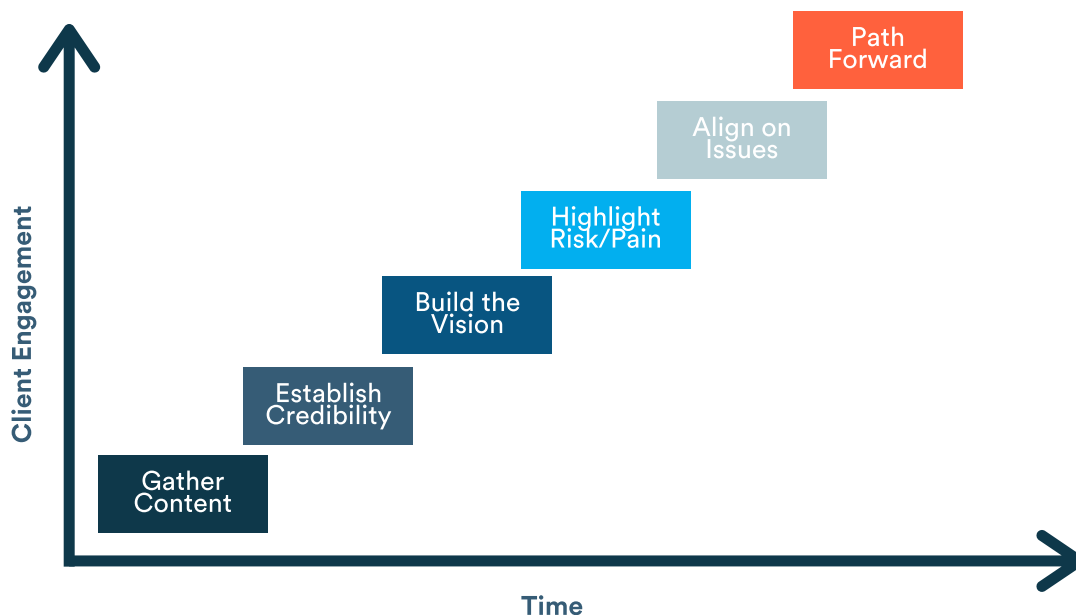 Path
Forward
Align on
Issues
Highlight
Risk/Pain
Build the
Vision
Establish
Credibility
Gather
Content
Client Engagement
Time